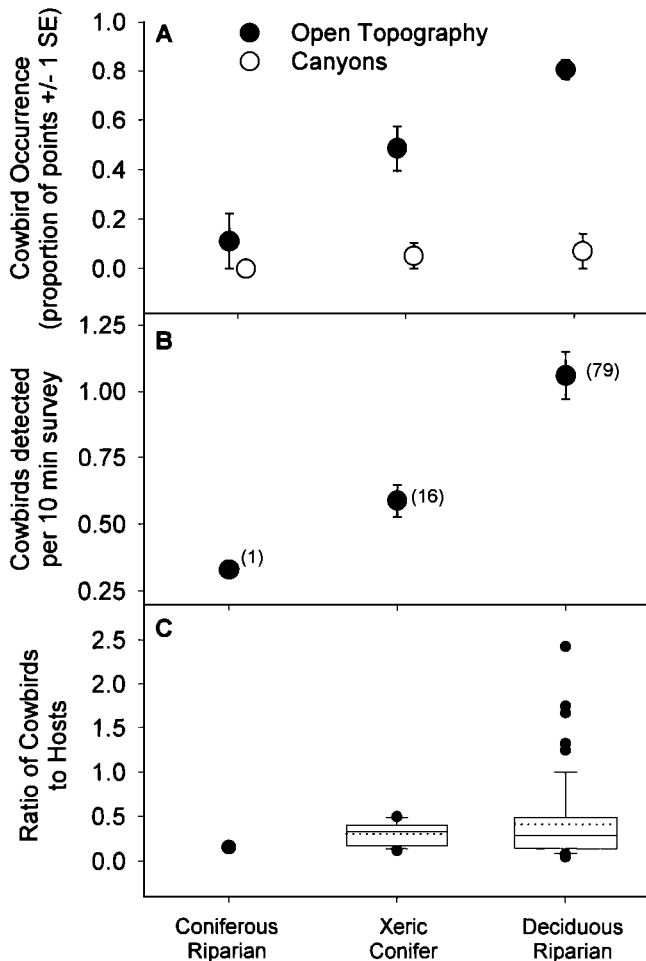 A
Open Topography
Canyons
Cowbird Occurrence
(proportion of points +/- 1 SE)
1.0
0.8
0.6
0.4
0.2
0.0
B
Cowbirds detected
per 10 min survey
1.25
1.00
0.75
0.50
0.25
(1)
(16)
(79)
C
Ratio of Cowbirds
to Hosts
2.5
2.0
1.5
1.0
0.5
0.0
Coniferous
Riparian
Xeric
Conifer
Deciduous
Riparian